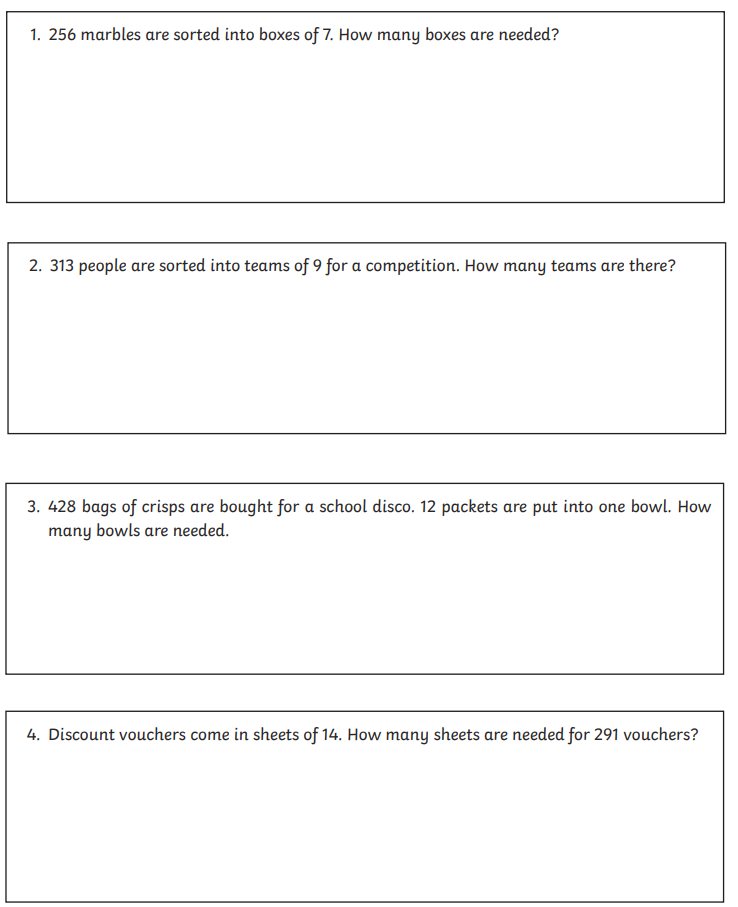 1. 256 marbles are sorted into boxes of 7. How many boxes are needed?
2. 313 people are sorted into teams of 9 for a competition. How many teams are there?
3. 428 bags of crisps are bought for a school disco. 12 packets are put into one bowl. How
many bowls are needed.
4. Discount vouchers come in sheets of 14. How many sheets are needed for 291 vouchers?